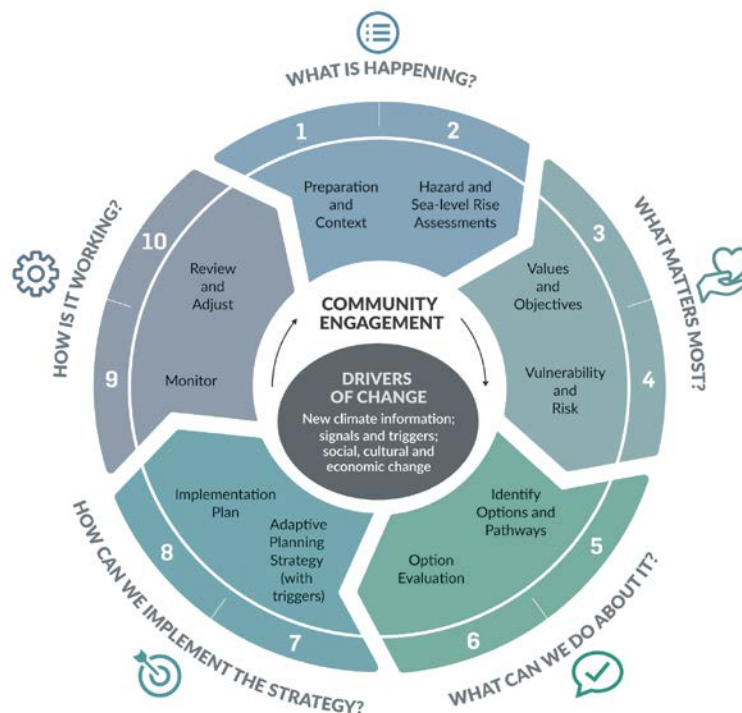 WHAT IS HAPPENING?
1
2
Preparation
and
Context
Hazard and
Sea-level Rise
Assessments
WHAT MATTERS MOST?
3
4
Values
and
Objectives
Vulnerability
and
Risk
WHAT CAN WE DO ABOUT IT?
5
6
Identify
Options and
Pathways
Option
Evaluation
HOW CAN WE IMPLEMENT THE STRATEGY?
7
8
Adaptive
Planning
Strategy
(with
triggers)
Implementation
Plan
HOW IS IT WORKING?
9
10
Monitor
Review
and
Adjust
COMMUNITY
ENGAGEMENT
DRIVERS
OF CHANGE
New climate information;
signals and triggers;
social, cultural and
economic change